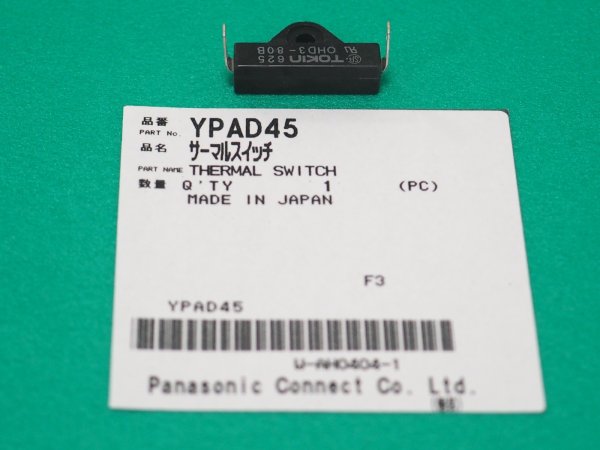 TOKIN 625
OHD3-80B
品番
PART No. YPAD45
品名 サーマルスイッチ
PART NAME THERMAL SWITCH
数量 Q'TY 1 (PC)
MADE IN JAPAN
F3
YPAD45
W-AH0404-1
Panasonic Connect Co. Ltd.